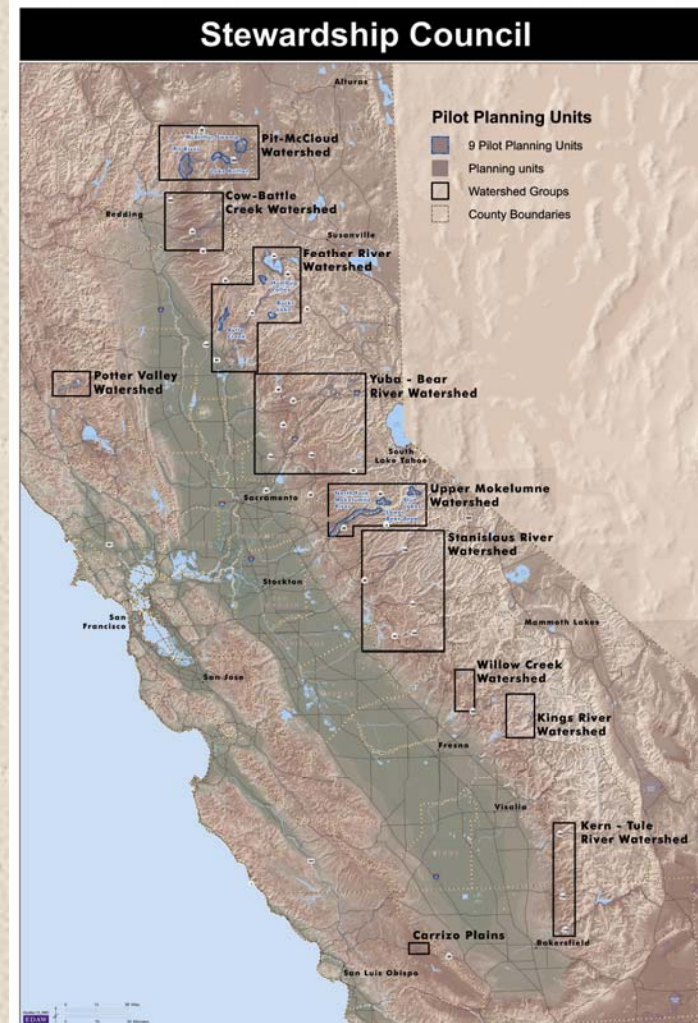 Stewardship Council
Alturas
Pilot Planning Units
9 Pilot Planning Units
Planning units
Watershed Groups
County Boundaries
Pit-McCloud
Watershed
Cow-Battle
Creek Watershed
Redding
Susanville
Feather River
Watershed
Potter Valley
Watershed
Yuba - Bear
River Watershed
South
Lake Tahoe
Sacramento
Upper Mokelumne
Watershed
Stanislaus River
Watershed
Stockton
San
Francisco
Mammoth Lakes
San Jose
Willow Creek
Watershed
Kings River
Watershed
Fresno
Visalia
Kern - Tule
River Watershed
Carrizo Plains
Bakersfield
San Luis Obispo
EDAW